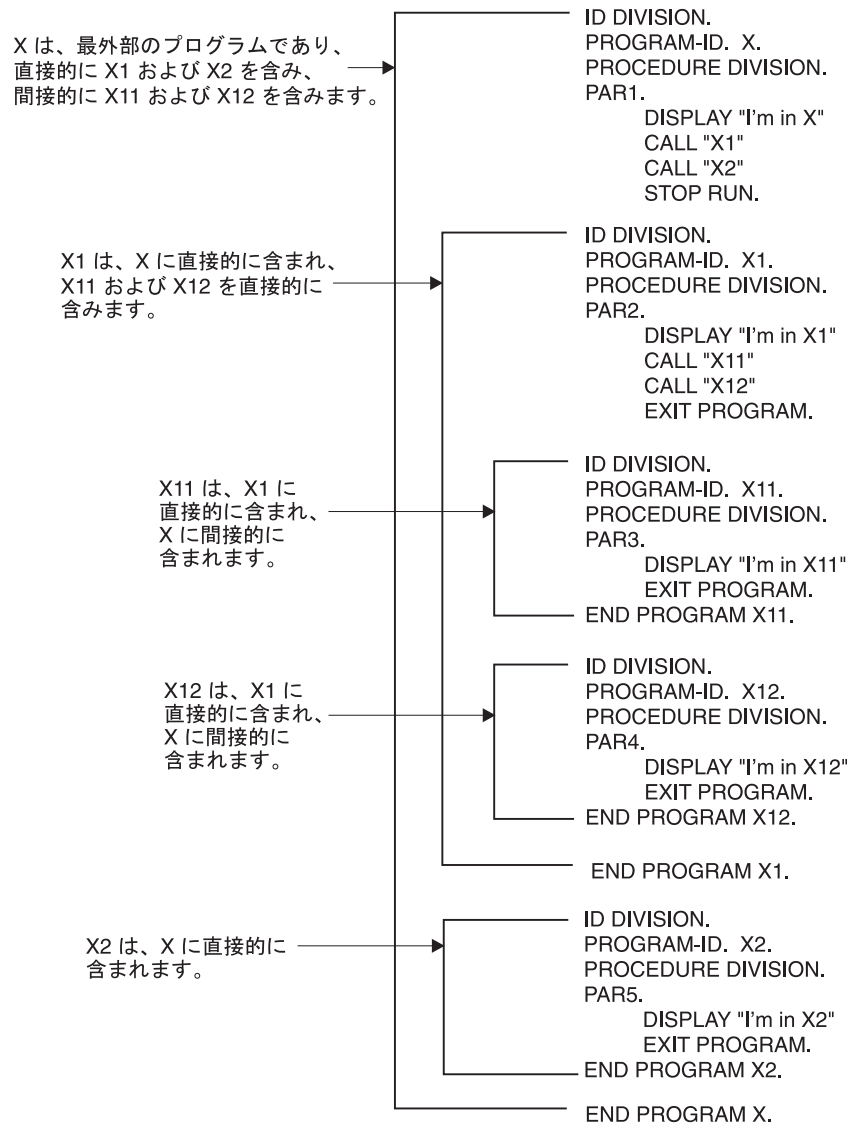 X は、最外部のプログラムであり、
直接的に X1 および X2 を含み、
間接的に X11 および X12 を含みます。
ID DIVISION.
PROGRAM-ID. X.
PROCEDURE DIVISION.
PAR1.
DISPLAY "I'm in X"
CALL "X1"
CALL "X2"
STOP RUN.
X1 は、X に直接的に含まれ、
X11 および X12 を直接的に
含みます。
ID DIVISION.
PROGRAM-ID. X1.
PROCEDURE DIVISION.
PAR2.
DISPLAY "I'm in X1"
CALL "X11"
CALL "X12"
EXIT PROGRAM.
X11 は、X1 に
直接的に含まれ、
X に間接的に
含まれます。
ID DIVISION.
PROGRAM-ID. X11.
PROCEDURE DIVISION.
PAR3.
DISPLAY "I'm in X11"
EXIT PROGRAM.
END PROGRAM X11.
X12 は、X1 に
直接的に含まれ、
X に間接的に
含まれます。
ID DIVISION.
PROGRAM-ID. X12.
PROCEDURE DIVISION.
PAR4.
DISPLAY "I'm in X12"
EXIT PROGRAM.
END PROGRAM X12.
END PROGRAM X1.
X2 は、X に直接的に
含まれます。
ID DIVISION.
PROGRAM-ID. X2.
PROCEDURE DIVISION.
PAR5.
DISPLAY "I'm in X2"
EXIT PROGRAM.
END PROGRAM X2.
END PROGRAM X.